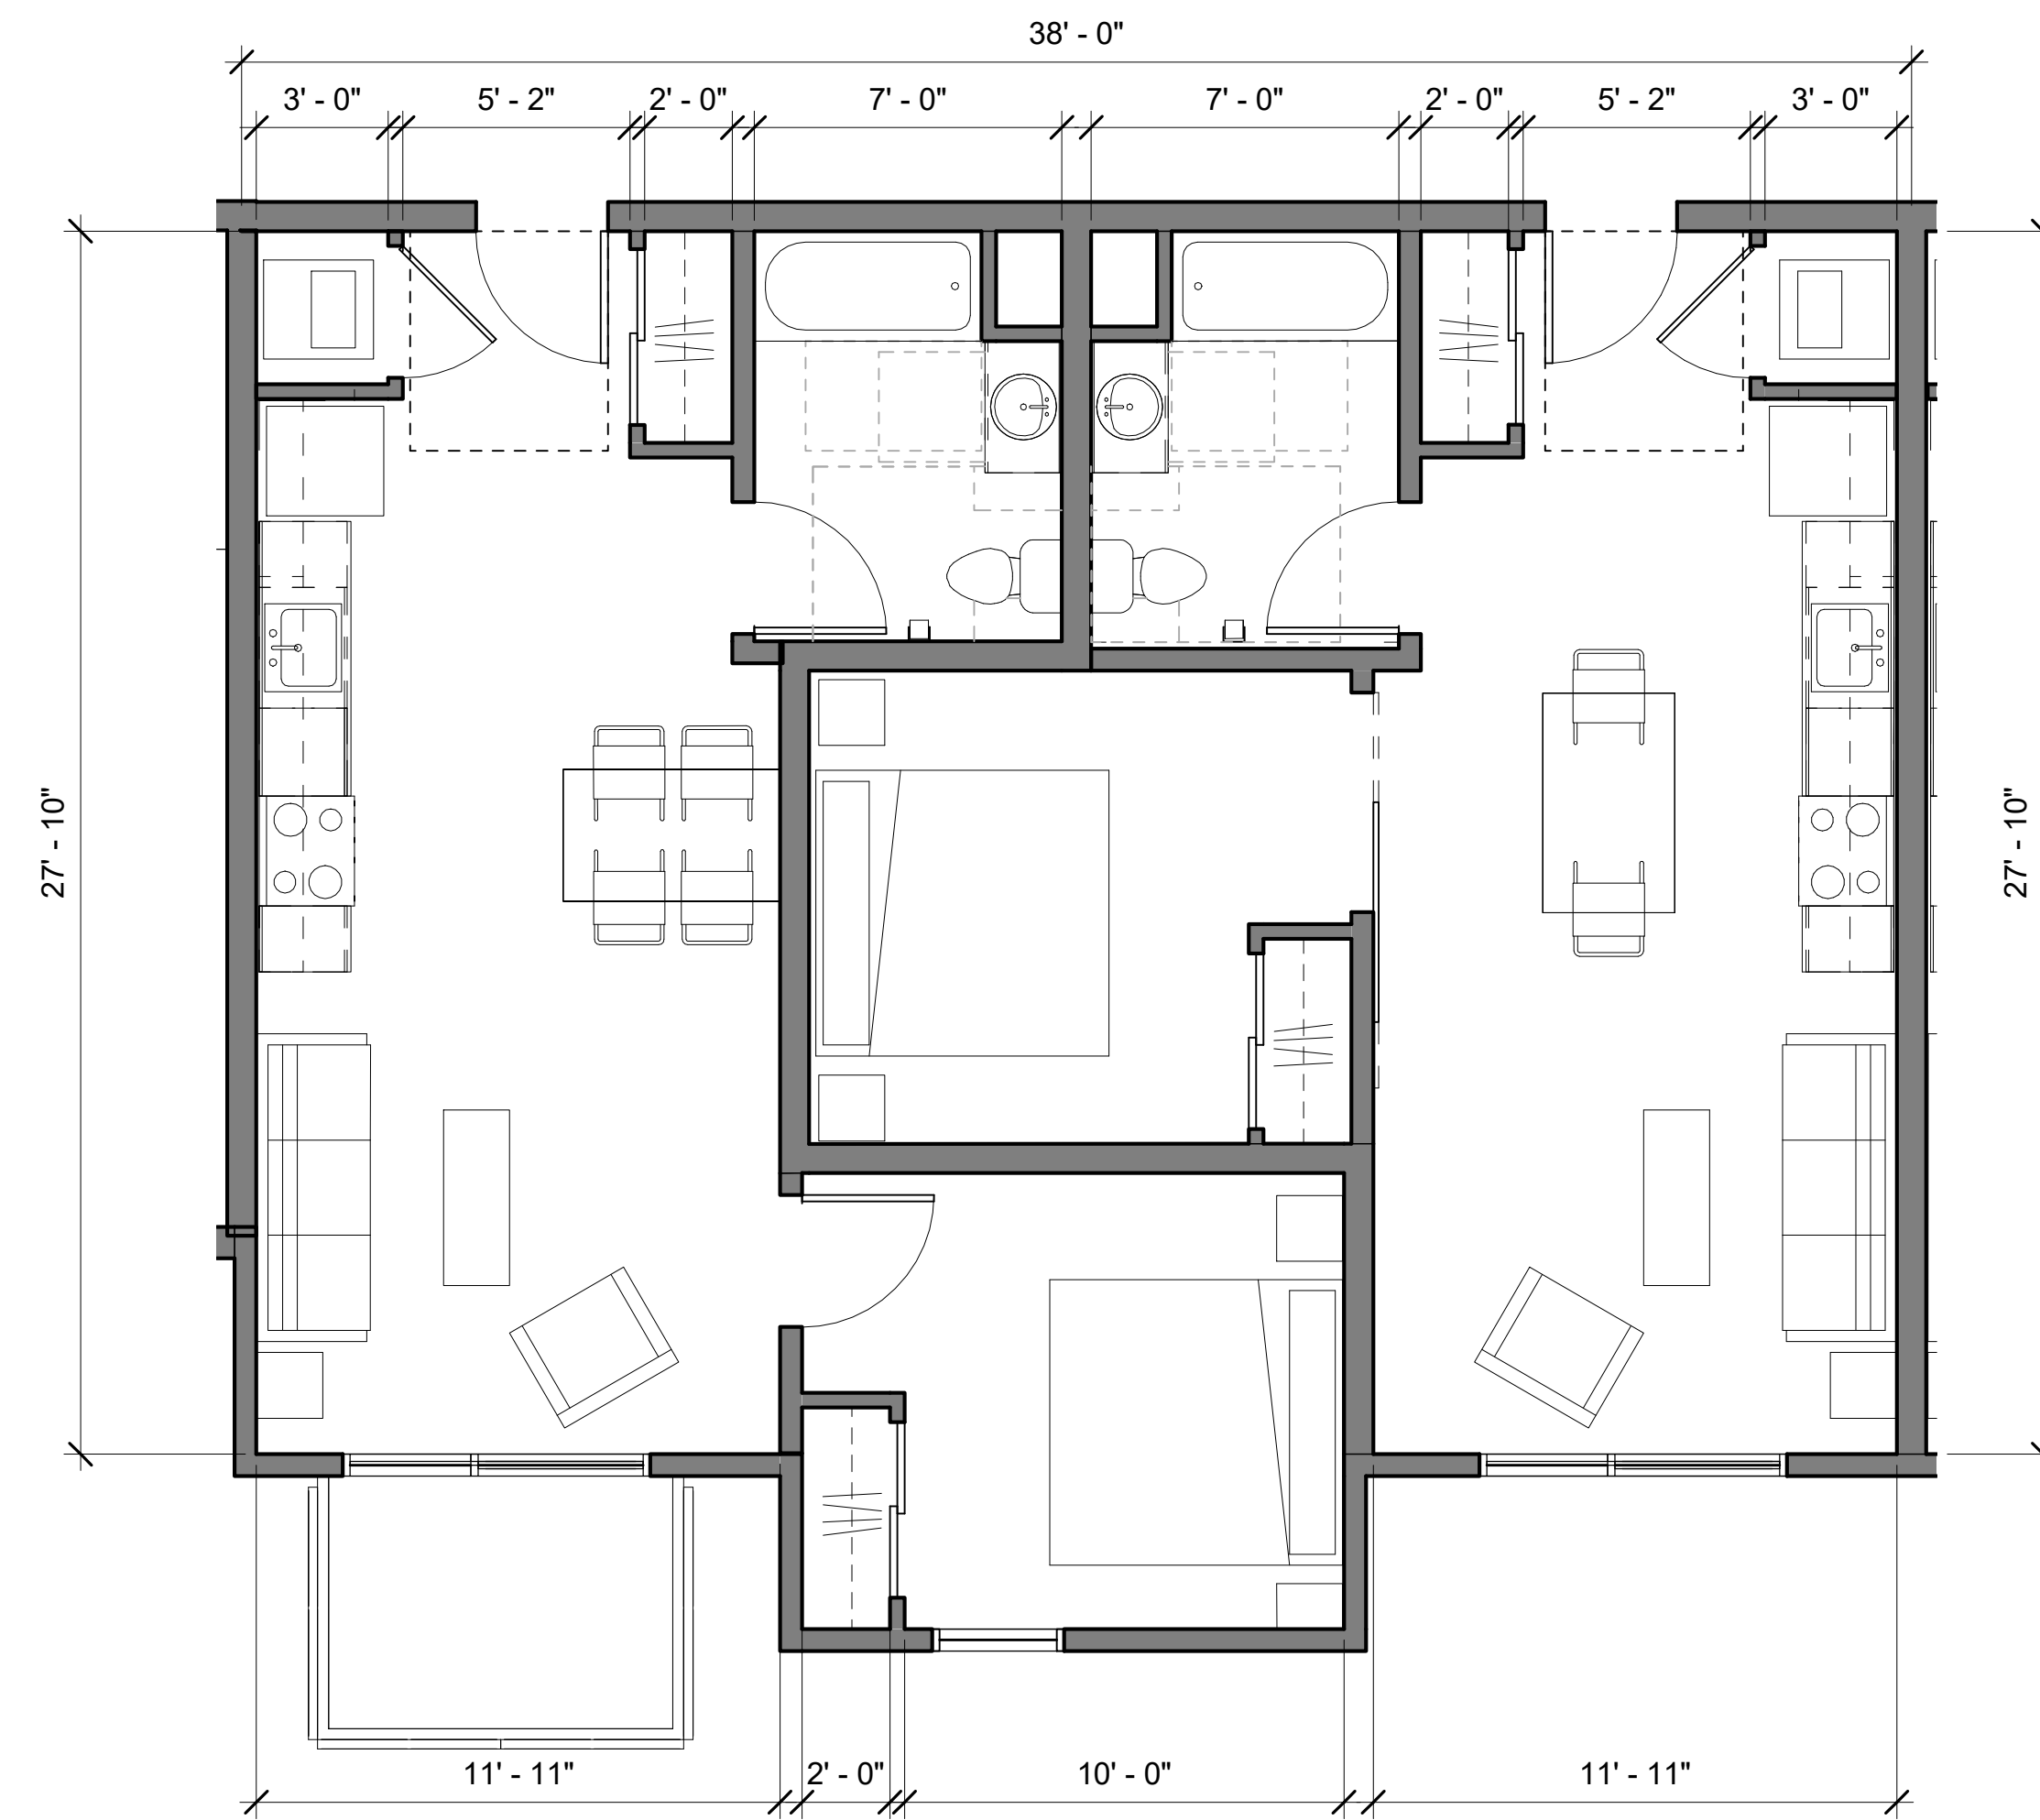 38' - 0"
3' - 0" 5' - 2" 2' - 0" 7' - 0" 7' - 0" 2' - 0" 5' - 2" 3' - 0"
27' - 10" 27' - 10"
11' - 11" 2' - 0" 10' - 0" 11' - 11"